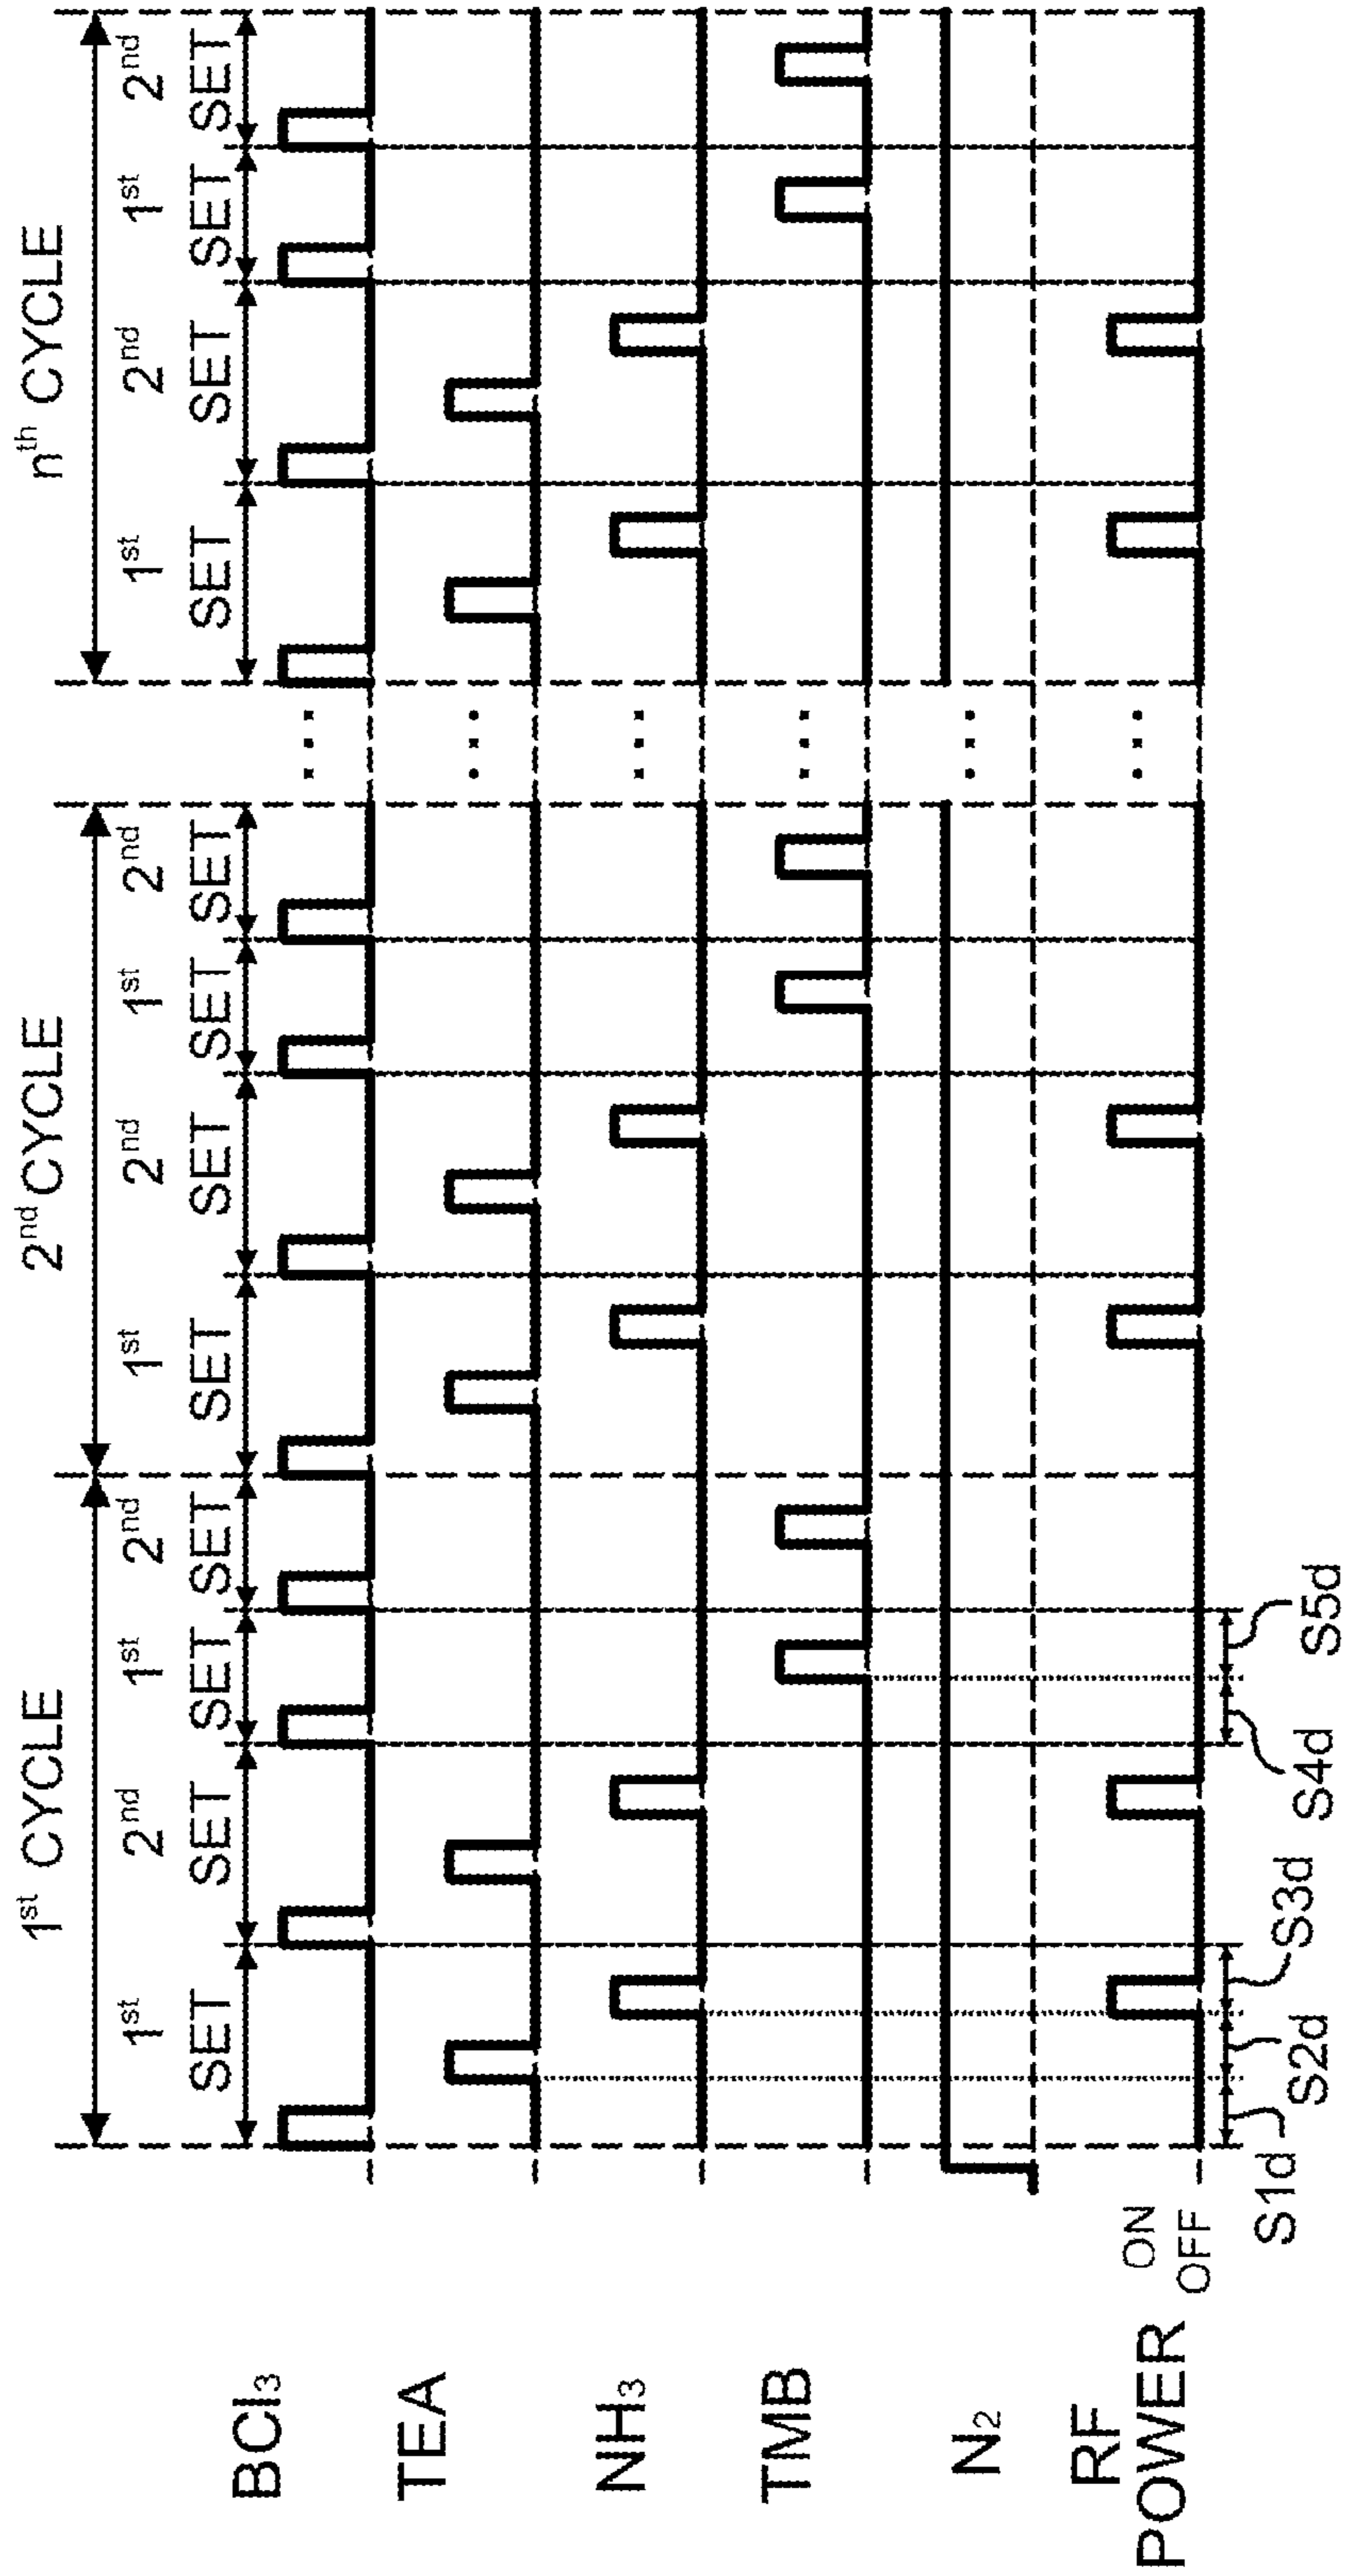 1st CYCLE
2nd CYCLE
nth CYCLE
1st SET
2nd SET
1st SET
2nd SET
1st SET
2nd SET
1st SET
2nd SET
1st SET
2nd SET
1st SET
2nd SET
BCl3
TEA
NH3
TMB
N2
RF
POWER
ON
OFF
S1d
S2d
S3d
S4d
S5d